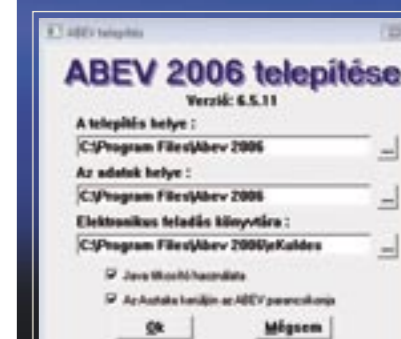 ABEV telepítés
ABEV 2006 telepítése
Verzió: 6.5.11
A telepítés helye :
C:\Program Files\Abev 2006
...
Az adatok helye :
C:\Program Files\Abev 2006
...
Elektronikus feladás könyvtára :
C:\Program Files\Abev 2006\eKuldes
...
Java titkosító használata
Az Asztalra kerüljön az ABEV parancsikonja
Ok
Mégsem